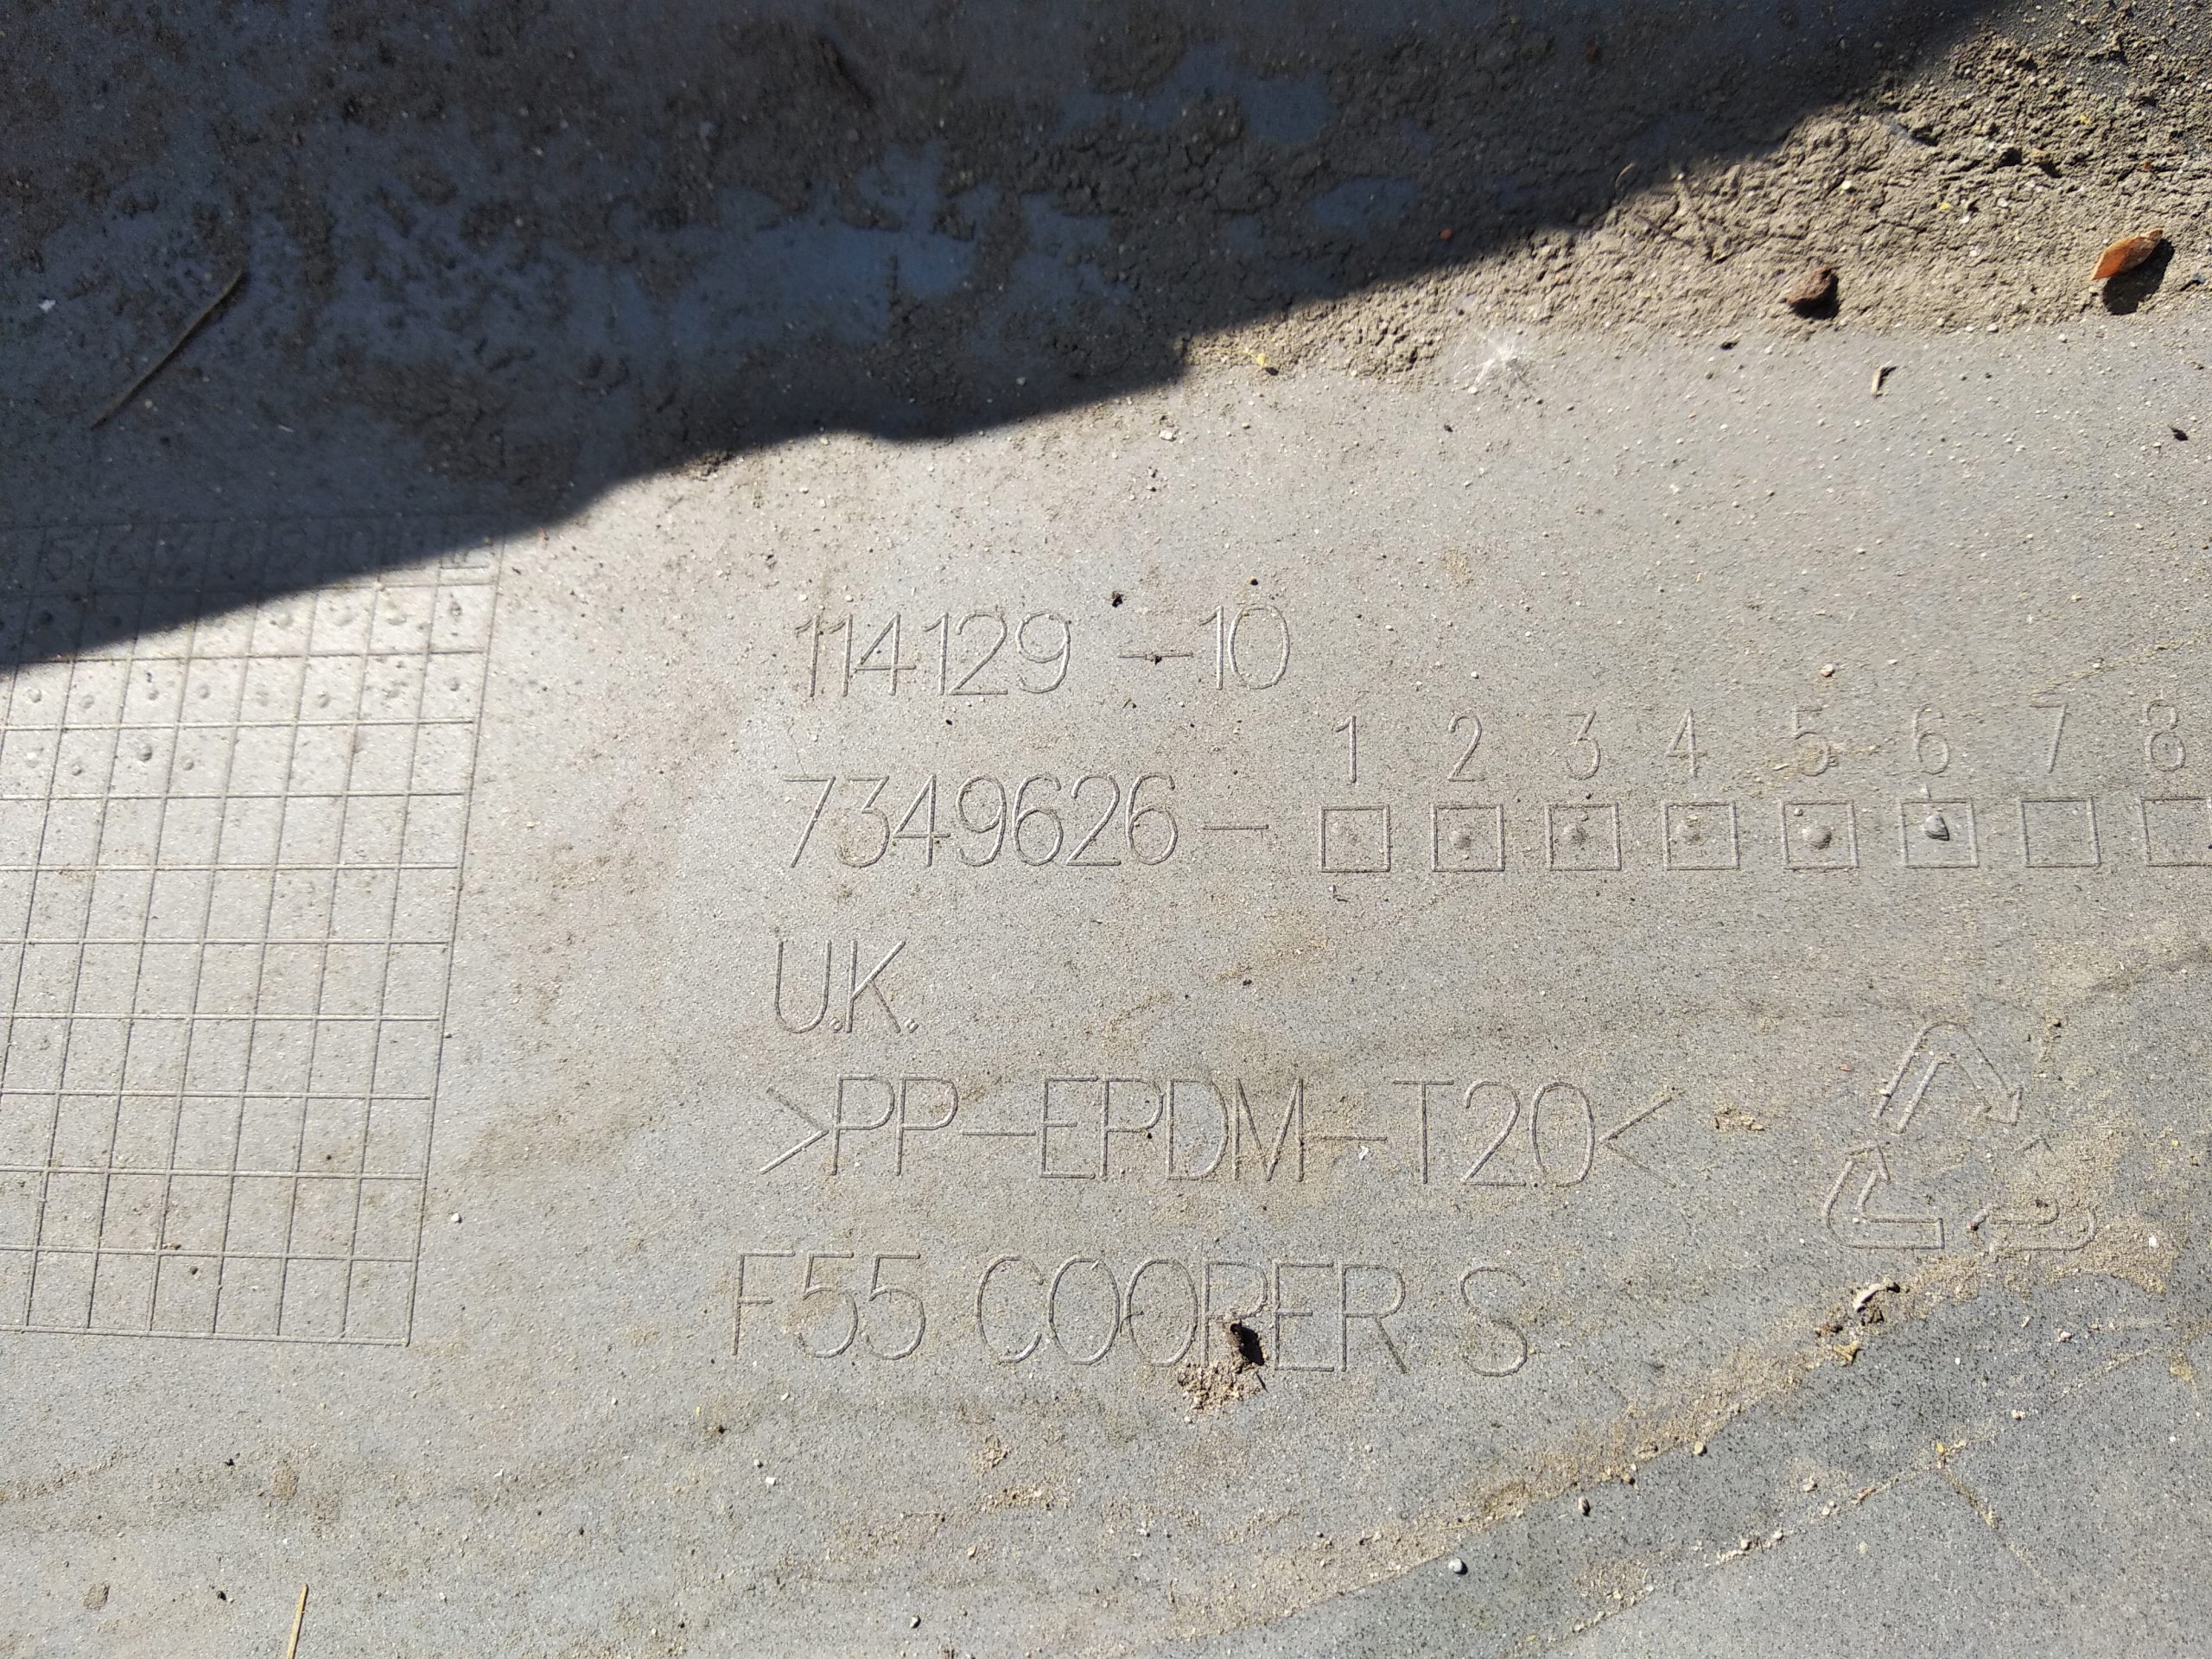 114129 - 10
1 2 3 4 5 6 7 8
7349626 -
U.K.
>PP-EPDM-T20<
F55 COOPER S